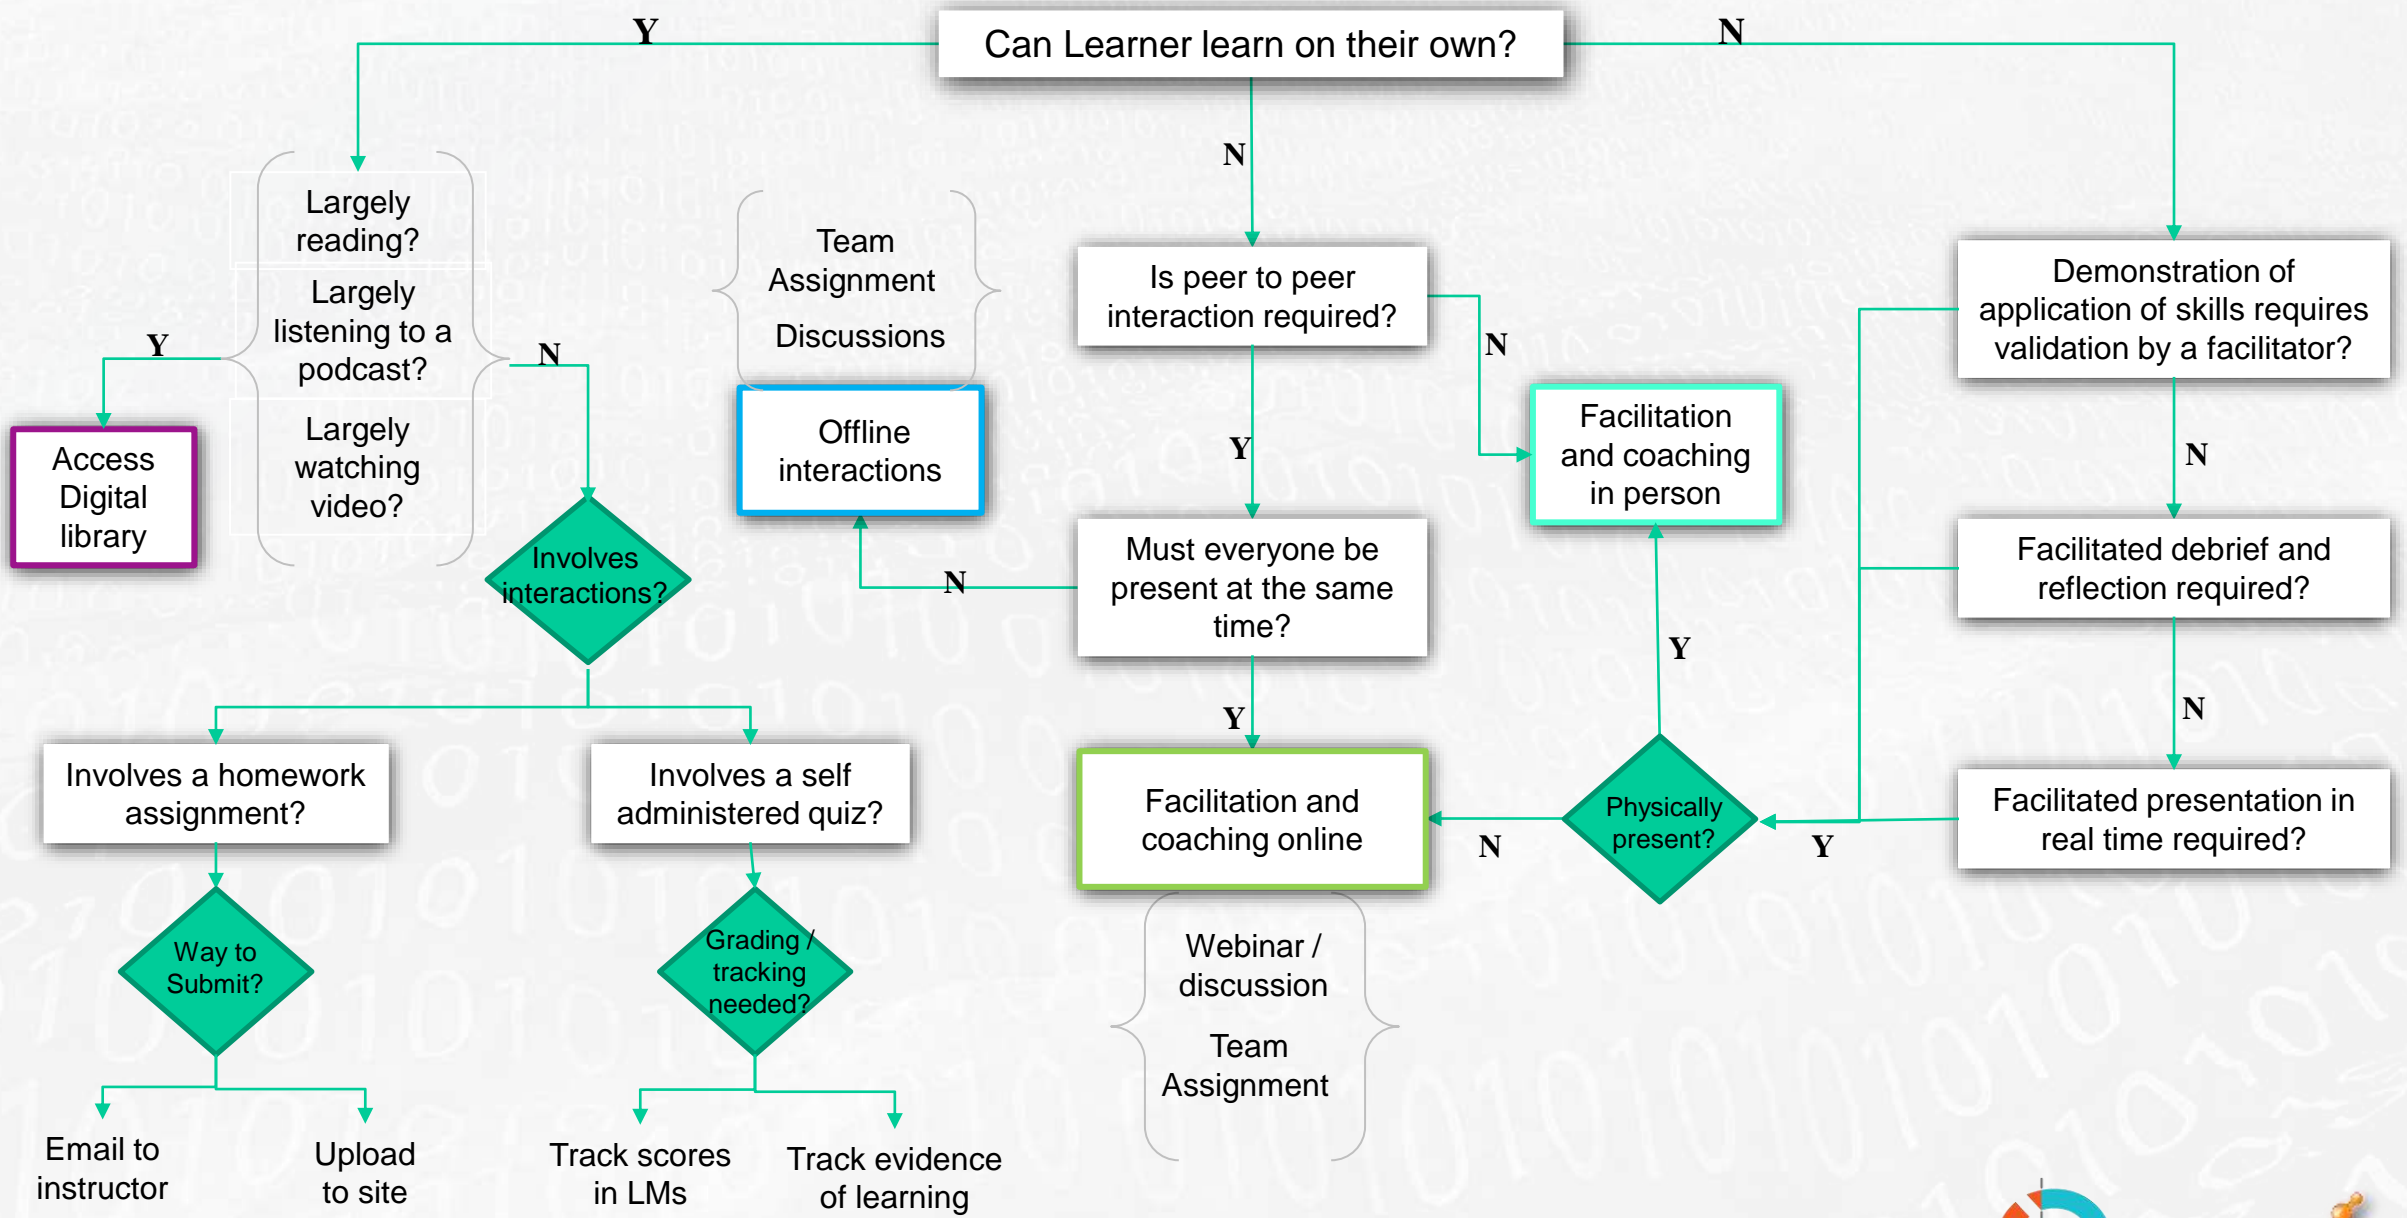 Can Learner learn on their own?
Y
N
N
Largely
reading?
Largely
listening to a
podcast?
Largely
watching
video?
Y
N
Access
Digital
library
Involves
interactions?
Involves a homework
assignment?
Involves a self
administered quiz?
Way to
Submit?
Grading /
tracking
needed?
Email to
instructor
Upload
to site
Track scores
in LMs
Track evidence
of learning
Team
Assignment
Discussions
Offline
interactions
Is peer to peer
interaction required?
N
Y
Must everyone be
present at the same
time?
N
Y
Facilitation and
coaching online
Webinar /
discussion
Team
Assignment
Facilitation
and coaching
in person
Y
Physically
present?
N
Y
Demonstration of
application of skills requires
validation by a facilitator?
N
Facilitated debrief and
reflection required?
N
Facilitated presentation in
real time required?